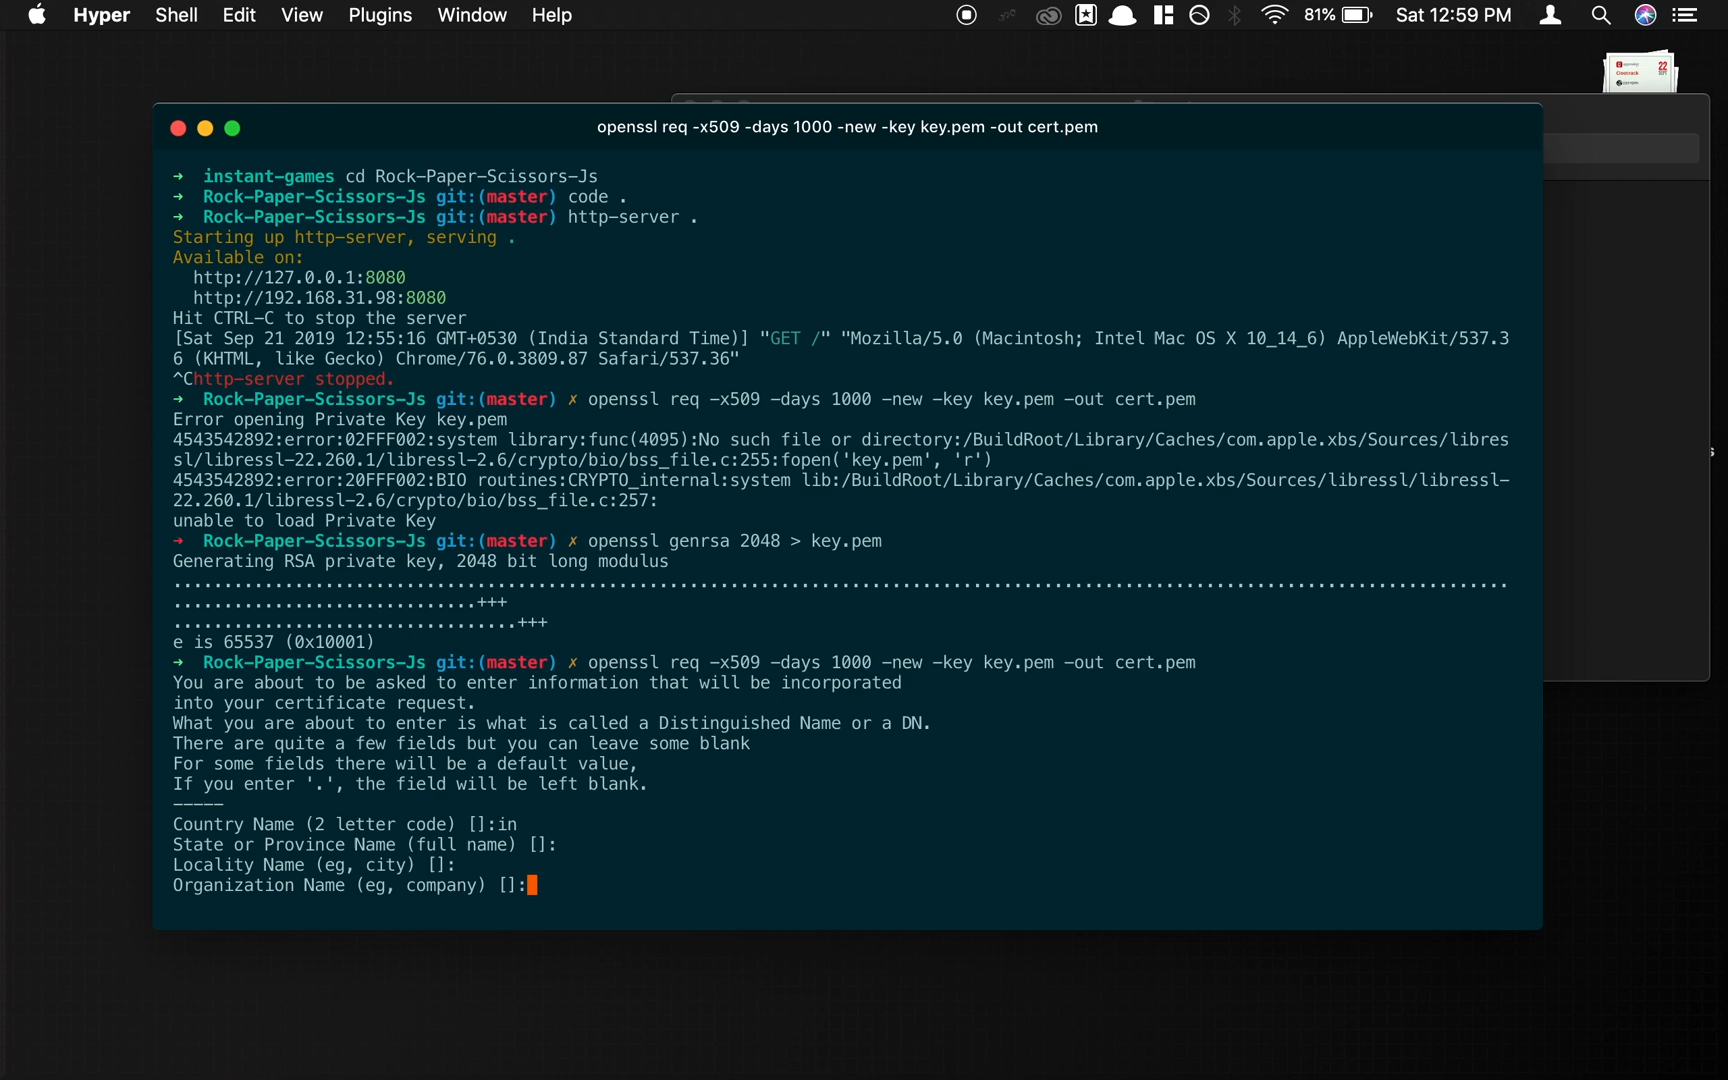 Hyper Shell Edit View Plugins Window Help 81% Sat 12:59 PM
22
openssl req -x509 -days 1000 -new -key key.pem -out cert.pem
→ instant-games cd Rock-Paper-Scissors-Js
→ Rock-Paper-Scissors-Js git:(master) code .
→ Rock-Paper-Scissors-Js git:(master) http-server .
Starting up http-server, serving .
Available on:
http://127.0.0.1:8080
http://192.168.31.98:8080
Hit CTRL-C to stop the server
[Sat Sep 21 2019 12:55:16 GMT+0530 (India Standard Time)] "GET /" "Mozilla/5.0 (Macintosh; Intel Mac OS X 10_14_6) AppleWebKit/537.3
6 (KHTML, like Gecko) Chrome/76.0.3809.87 Safari/537.36"
^Chttp-server stopped.
→ Rock-Paper-Scissors-Js git:(master) ✗ openssl req -x509 -days 1000 -new -key key.pem -out cert.pem
Error opening Private Key key.pem
4543542892:error:02FFF002:system library:func(4095):No such file or directory:/BuildRoot/Library/Caches/com.apple.xbs/Sources/libres
sl/libressl-22.260.1/libressl-2.6/crypto/bio/bss_file.c:255:fopen('key.pem', 'r')
4543542892:error:20FFF002:BIO routines:CRYPTO_internal:system lib:/BuildRoot/Library/Caches/com.apple.xbs/Sources/libressl/libressl-
22.260.1/libressl-2.6/crypto/bio/bss_file.c:257:
unable to load Private Key
→ Rock-Paper-Scissors-Js git:(master) ✗ openssl genrsa 2048 > key.pem
Generating RSA private key, 2048 bit long modulus
....................................................................................................................................
..............................+++
..................................+++
e is 65537 (0x10001)
→ Rock-Paper-Scissors-Js git:(master) ✗ openssl req -x509 -days 1000 -new -key key.pem -out cert.pem
You are about to be asked to enter information that will be incorporated
into your certificate request.
What you are about to enter is what is called a Distinguished Name or a DN.
There are quite a few fields but you can leave some blank
For some fields there will be a default value,
If you enter '.', the field will be left blank.
-----
Country Name (2 letter code) []:in
State or Province Name (full name) []:
Locality Name (eg, city) []:
Organization Name (eg, company) []: